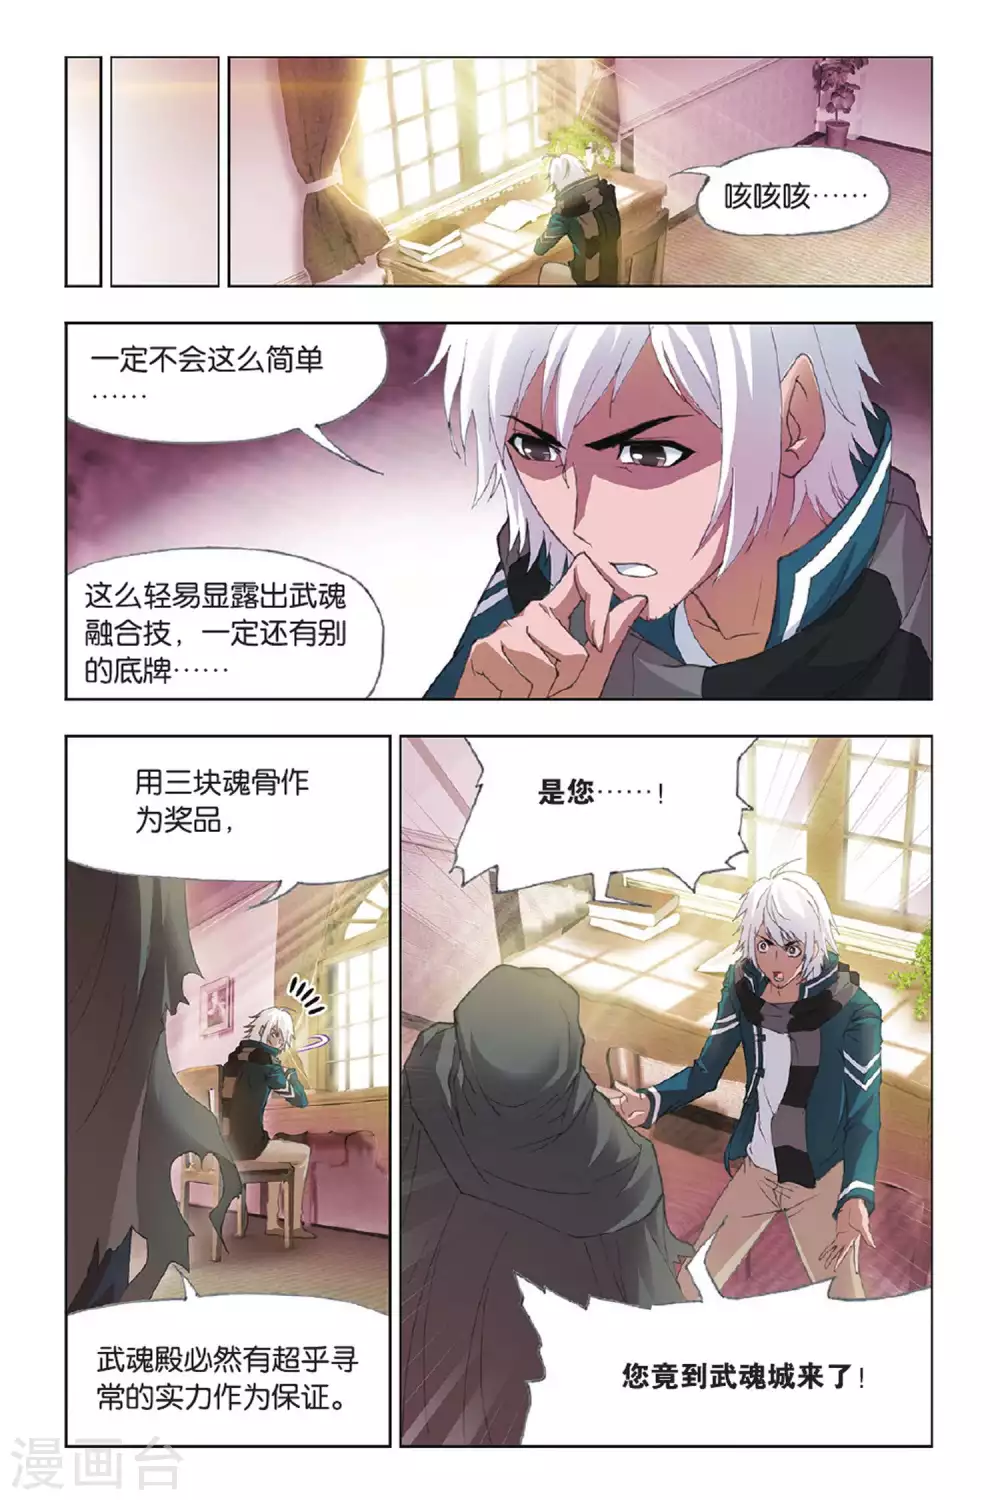 咳咳咳……
一定不会这么简单
……
这么轻易显露出武魂
融合技，一定还有别
的底牌……
用三块魂骨作
为奖品，
武魂殿必然有超乎寻
常的实力作为保证。
是您……！
您竟到武魂城来了！
漫画台